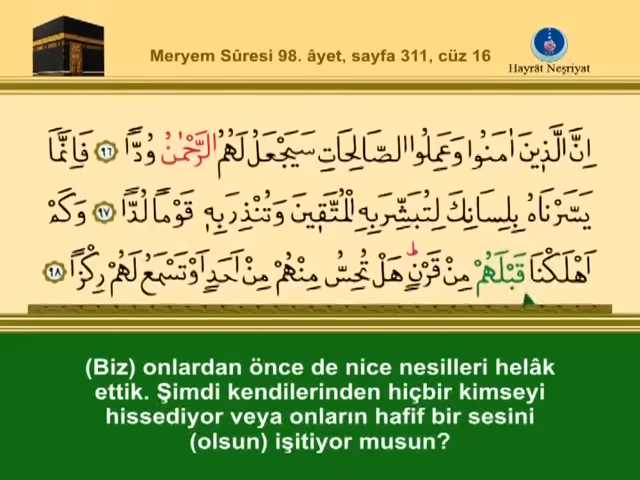 Meryem Sûresi 98. âyet, sayfa 311, cüz 16
Hayrât Neşriyat
اِنَّ الَّذ۪ينَ اٰمَنُوا وَعَمِلُوا الصَّالِحَاتِ سَيَجْعَلُ لَهُمُ الرَّحْمٰنُ وُدًّا ﴿٩٦﴾ فَاِنَّمَا
يَسَّرْنَاهُ بِلِسَانِكَ لِتُبَشِّرَ بِهِ الْمُتَّق۪ينَ وَتُنْذِرَ بِه۪ قَوْمًا لُدًّا ﴿٩٧﴾ وَكَمْ
اَهْلَكْنَا قَبْلَهُمْ مِنْ قَرْنٍۜ هَلْ تُحِسُّ مِنْهُمْ مِنْ اَحَدٍ اَوْ تَسْمَعُ لَهُمْ رِكْزًا ﴿٩٨﴾
(Biz) onlardan önce de nice nesilleri helâk
ettik. Şimdi kendilerinden hiçbir kimseyi
hissediyor veya onların hafif bir sesini
(olsun) işitiyor musun?